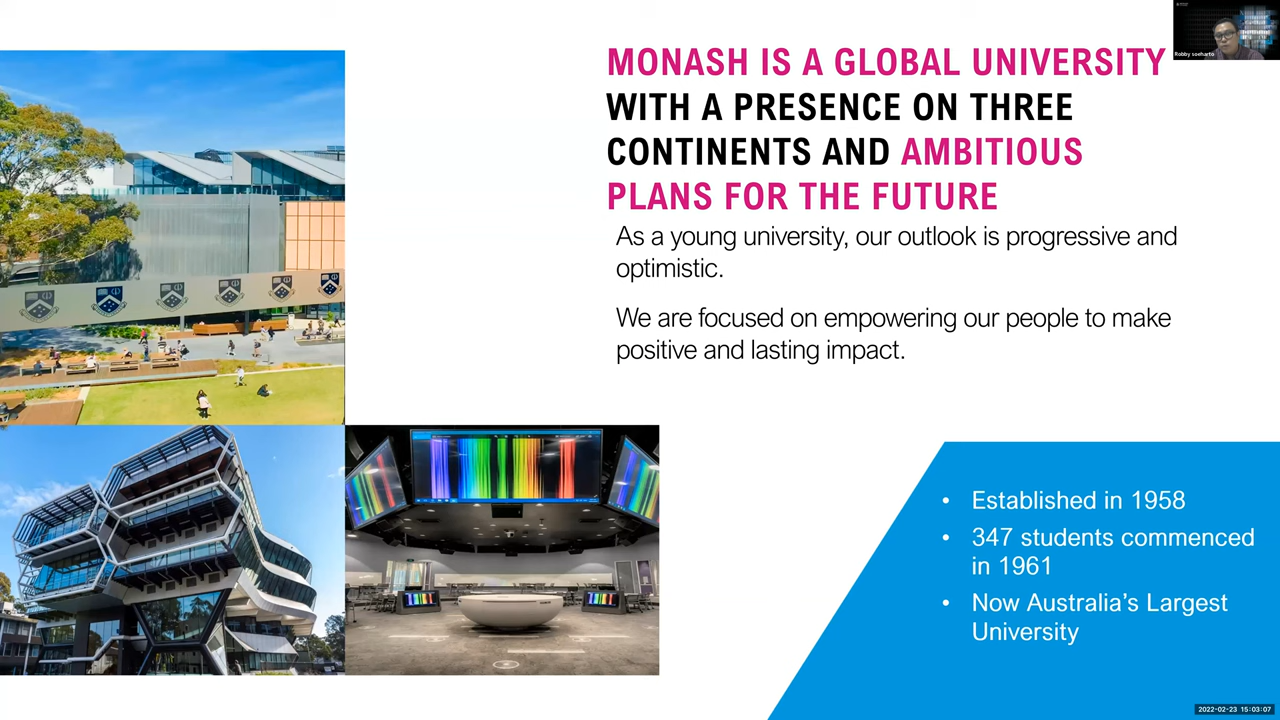 MONASH IS A GLOBAL UNIVERSITY
WITH A PRESENCE ON THREE
CONTINENTS AND AMBITIOUS
PLANS FOR THE FUTURE
As a young university, our outlook is progressive and
optimistic.
We are focused on empowering our people to make
positive and lasting impact.
• Established in 1958
• 347 students commenced
in 1961
• Now Australia's Largest
University
Robby soeharto
2022-02-23 15:03:07